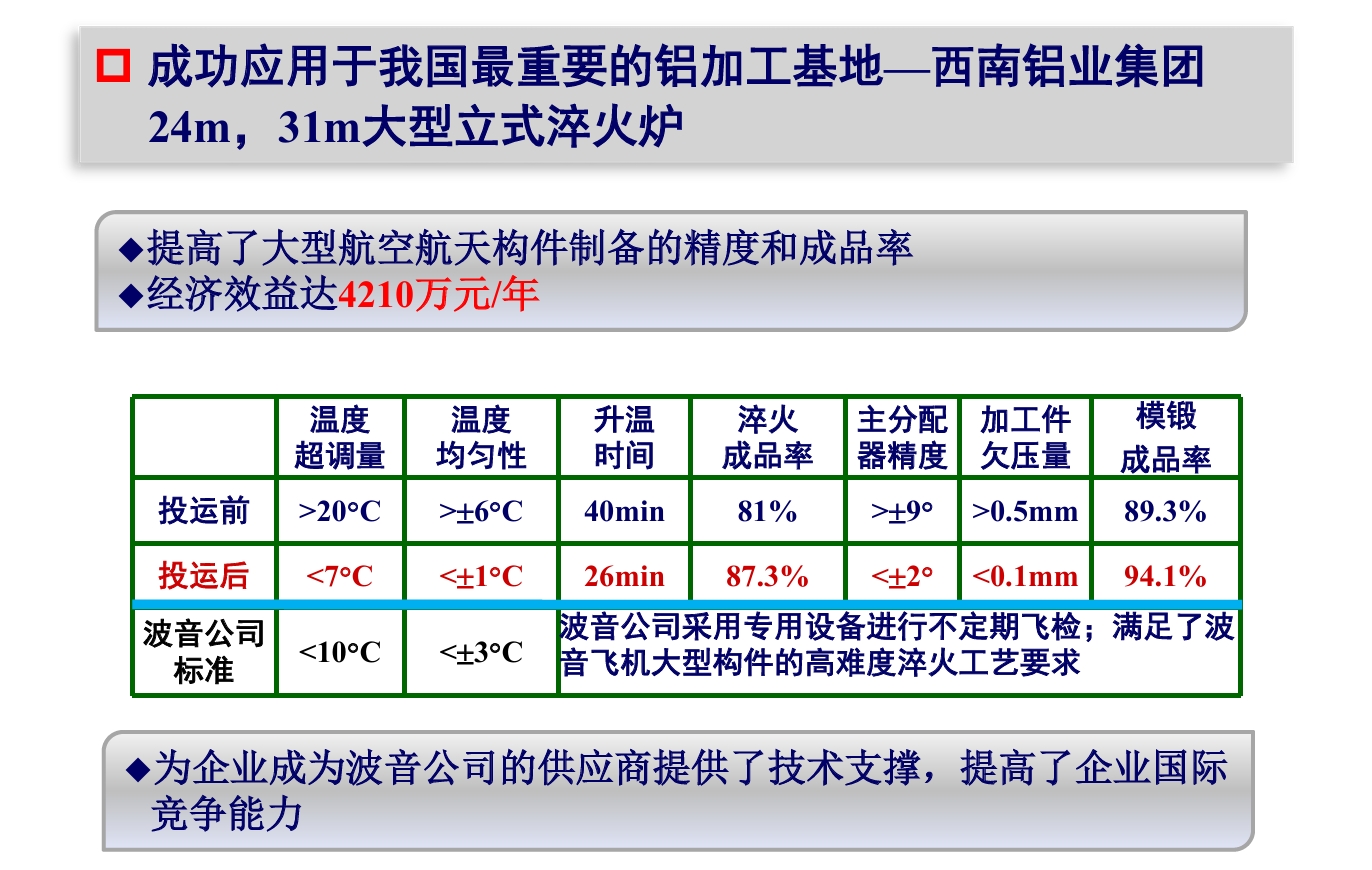 成功应用于我国最重要的铝加工基地—西南铝业集团
24m，31m大型立式淬火炉
◆提高了大型航空航天构件制备的精度和成品率
◆经济效益达4210万元/年
温度 温度 升温 淬火 主分配 加工件 模锻
超调量 均匀性 时间 成品率 器精度 欠压量 成品率
投运前 >20°C >±6°C 40min 81% >±9° >0.5mm 89.3%
投运后 <7°C <±1°C 26min 87.3% <±2° <0.1mm 94.1%
波音公司
标准 <10°C <±3°C
波音公司采用专用设备进行不定期飞检；满足了波
音飞机大型构件的高难度淬火工艺要求
◆为企业成为波音公司的供应商提供了技术支撑，提高了企业国际
竞争能力